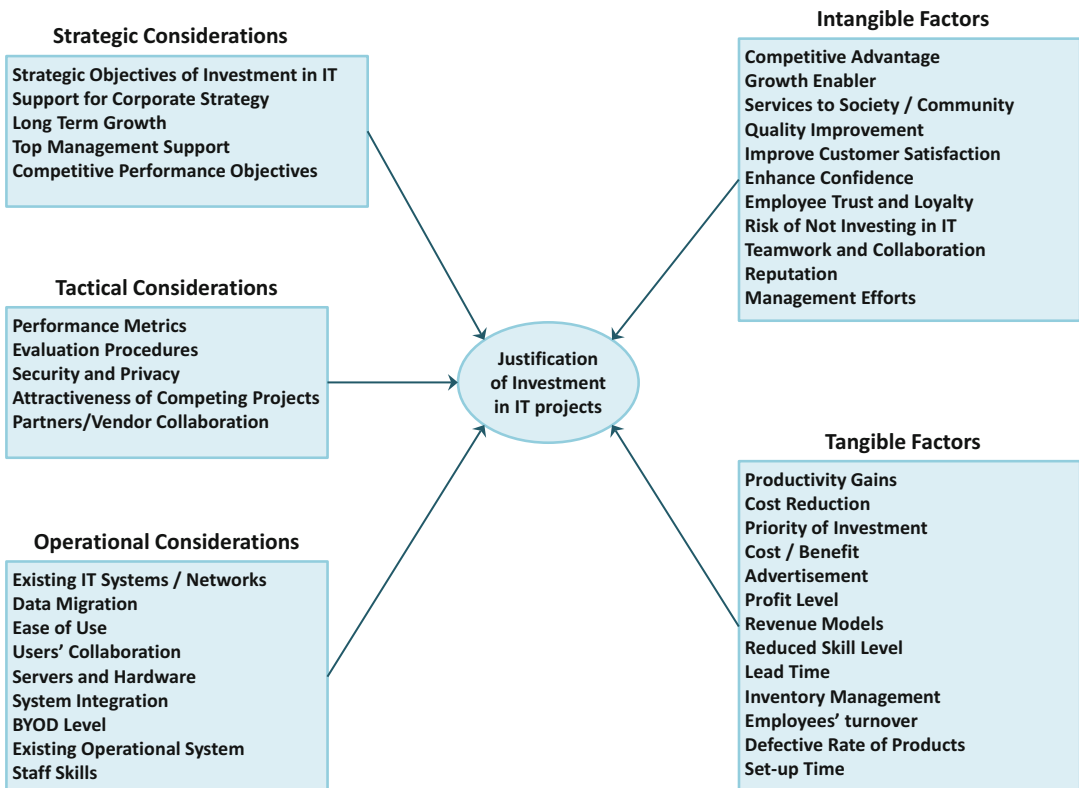 Strategic Considerations
Strategic Objectives of Investment in IT
Support for Corporate Strategy
Long Term Growth
Top Management Support
Competitive Performance Objectives
Tactical Considerations
Performance Metrics
Evaluation Procedures
Security and Privacy
Attractiveness of Competing Projects
Partners/Vendor Collaboration
Operational Considerations
Existing IT Systems / Networks
Data Migration
Ease of Use
Users’ Collaboration
Servers and Hardware
System Integration
BYOD Level
Existing Operational System
Staff Skills
Justification
of Investment
in IT projects
Intangible Factors
Competitive Advantage
Growth Enabler
Services to Society / Community
Quality Improvement
Improve Customer Satisfaction
Enhance Confidence
Employee Trust and Loyalty
Risk of Not Investing in IT
Teamwork and Collaboration
Reputation
Management Efforts
Tangible Factors
Productivity Gains
Cost Reduction
Priority of Investment
Cost / Benefit
Advertisement
Profit Level
Revenue Models
Reduced Skill Level
Lead Time
Inventory Management
Employees’ turnover
Defective Rate of Products
Set-up Time